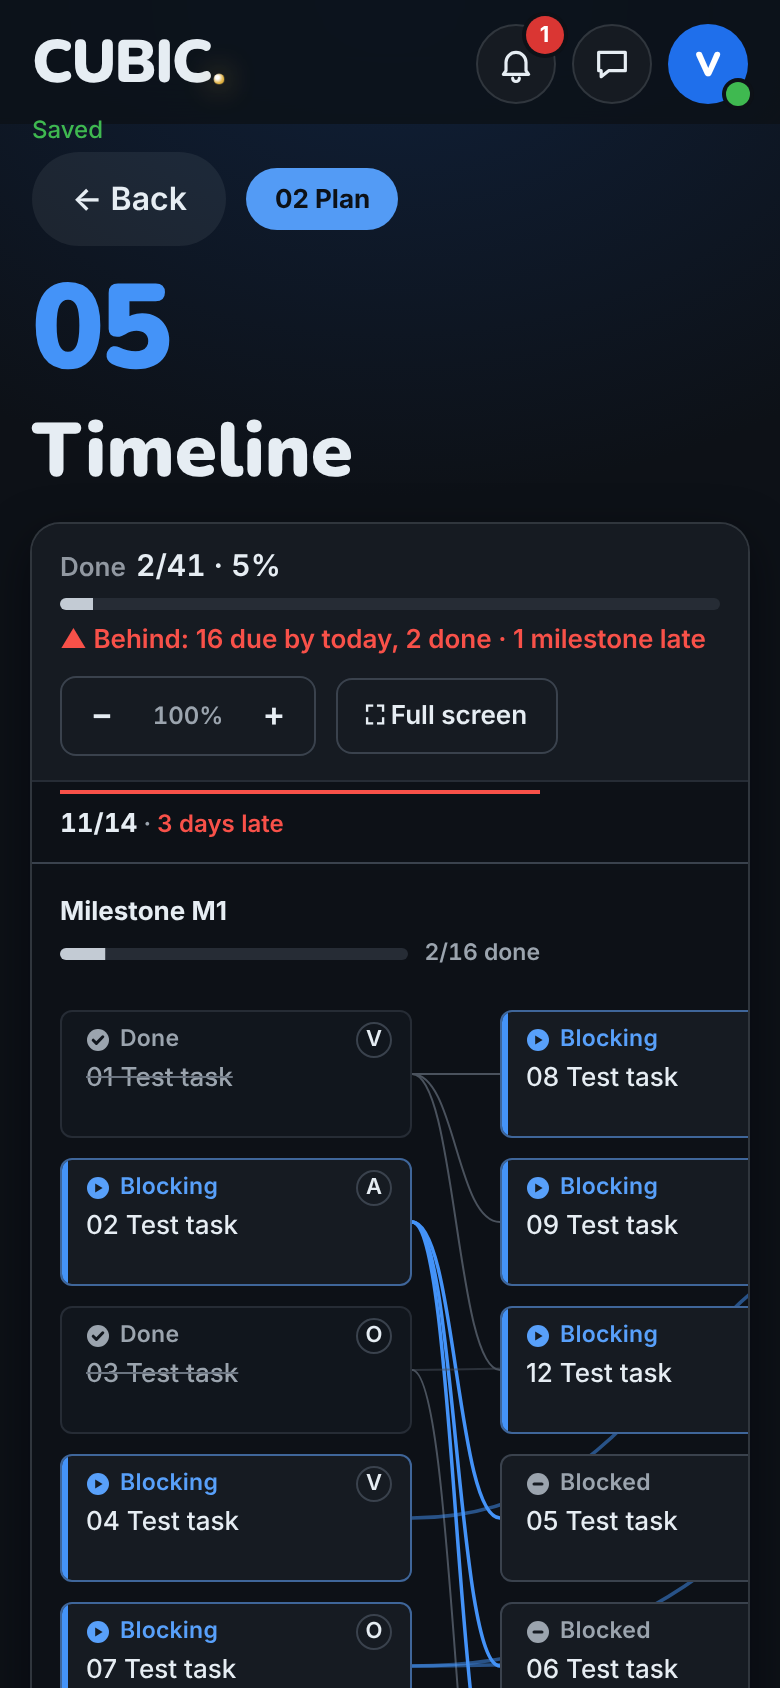 CUBIC.
1
V
Saved
← Back
02 Plan
05
Timeline
Done 2/41 · 5%
▲ Behind: 16 due by today, 2 done · 1 milestone late
− 100% +
Full screen
11/14 · 3 days late
Milestone M1
2/16 done
Done V
01 Test task
Blocking
08 Test task
Blocking A
02 Test task
Blocking
09 Test task
Done O
03 Test task
Blocking
12 Test task
Blocking V
04 Test task
Blocked
05 Test task
Blocking O
07 Test task
Blocked
06 Test task